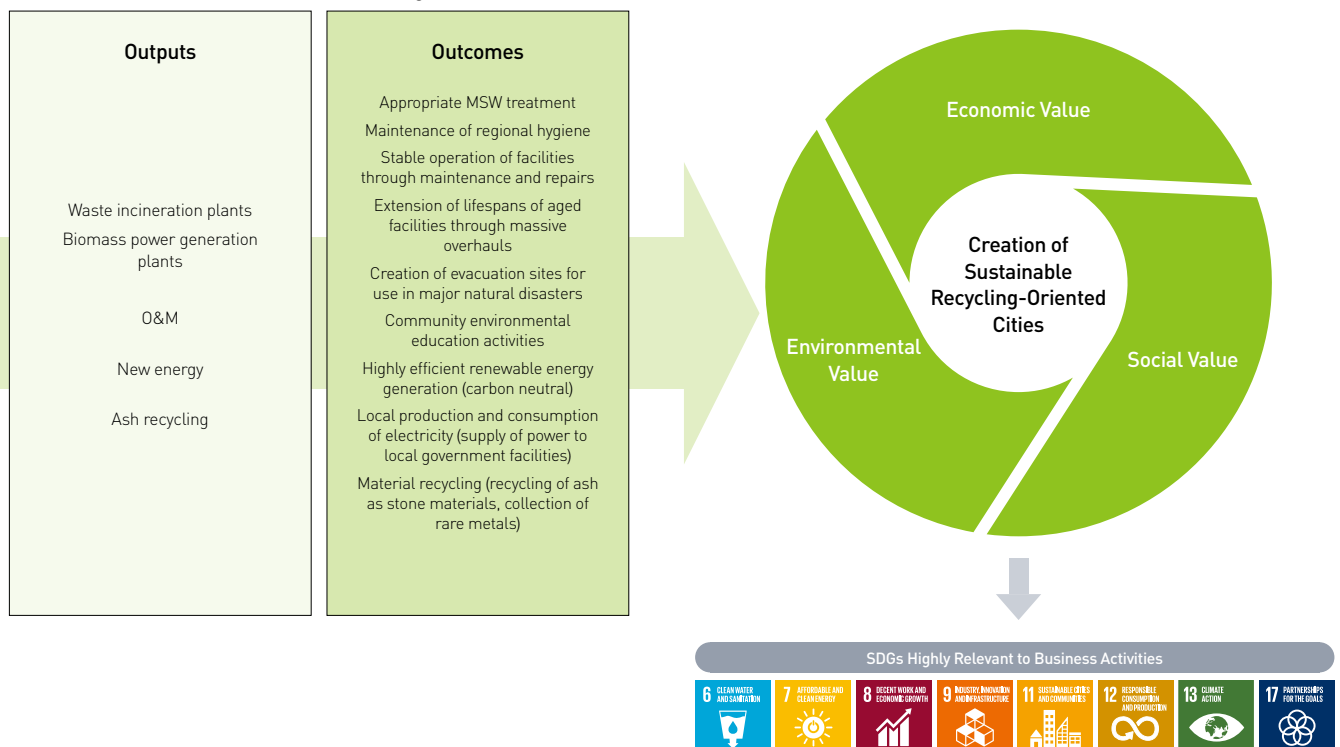 Outputs
Waste incineration plants
Biomass power generation
plants
O&M
New energy
Ash recycling
Outcomes
Appropriate MSW treatment
Maintenance of regional hygiene
Stable operation of facilities
through maintenance and repairs
Extension of lifespans of aged
facilities through massive
overhauls
Creation of evacuation sites for
use in major natural disasters
Community environmental
education activities
Highly efficient renewable energy
generation (carbon neutral)
Local production and consumption
of electricity (supply of power to
local government facilities)
Material recycling (recycling of ash
as stone materials, collection of
rare metals)
Economic Value
Creation of
Sustainable
Recycling-Oriented
Cities
Environmental
Value
Social Value
SDGs Highly Relevant to Business Activities
6 CLEAN WATER
AND SANITATION
7 AFFORDABLE AND
CLEAN ENERGY
8 DECENT WORK AND
ECONOMIC GROWTH
9 INDUSTRY, INNOVATION
AND INFRASTRUCTURE
11 SUSTAINABLE CITIES
AND COMMUNITIES
12 RESPONSIBLE
CONSUMPTION
AND PRODUCTION
13 CLIMATE
ACTION
17 PARTNERSHIPS
FOR THE GOALS